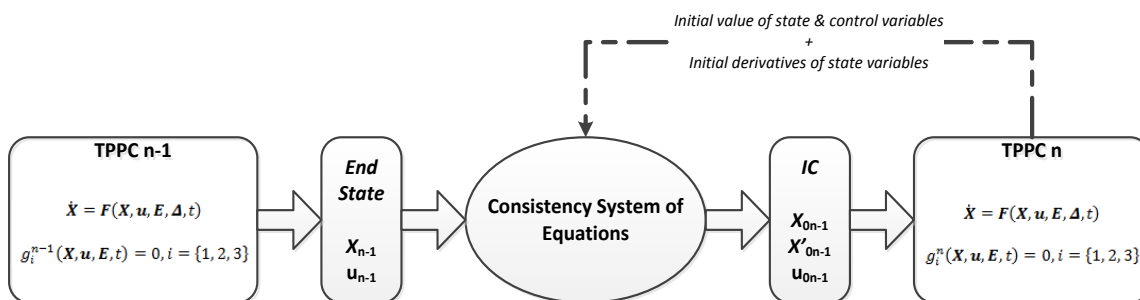 Initial value of state & control variables
+
Initial derivatives of state variables
TPPC n-1
Ẋ = F(X, u, E, Δ, t)
g_i^{n−1}(X, u, E, t) = 0, i = {1, 2, 3}
End
State
X_{n-1}
u_{n-1}
Consistency System of
Equations
IC
X_{0n-1}
X'_{0n-1}
u_{0n-1}
TPPC n
Ẋ = F(X, u, E, Δ, t)
g_i^n(X, u, E, t) = 0, i = {1, 2, 3}